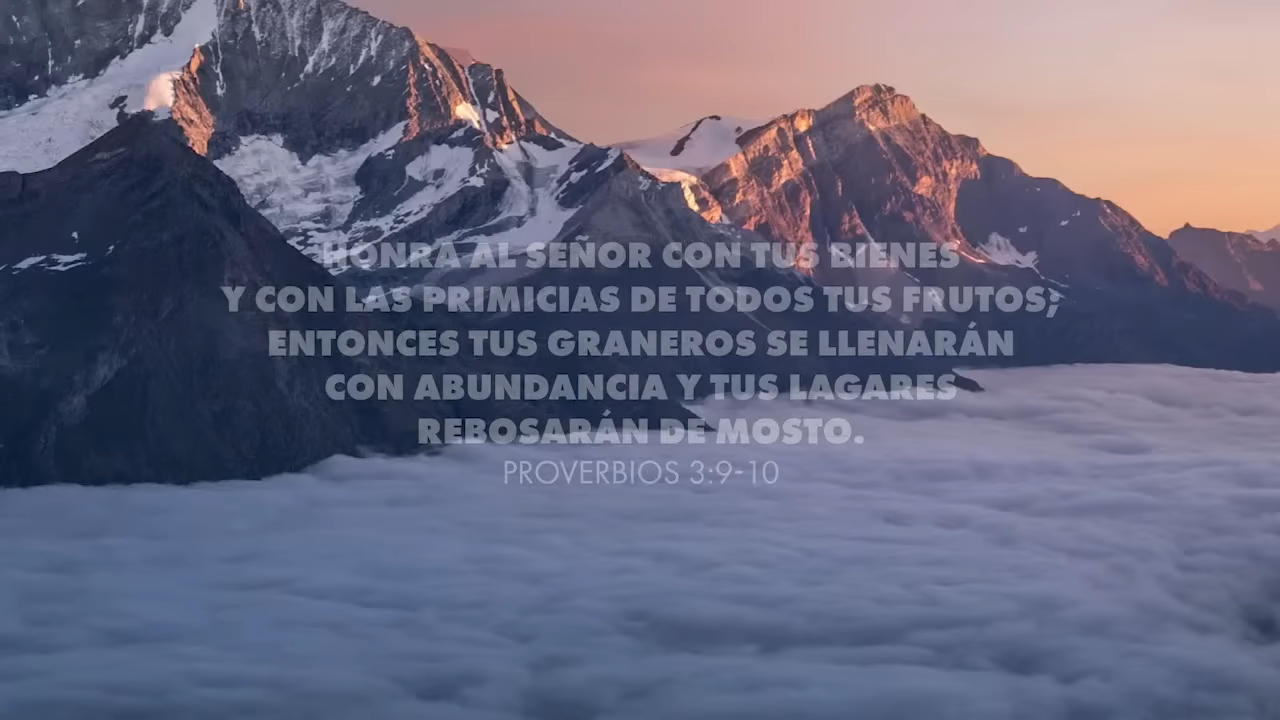 HONRA AL SEÑOR CON TUS BIENES
Y CON LAS PRIMICIAS DE TODOS TUS FRUTOS;
ENTONCES TUS GRANEROS SE LLENARÁN
CON ABUNDANCIA Y TUS LAGARES
REBOSARÁN DE MOSTO.
PROVERBIOS 3:9-10